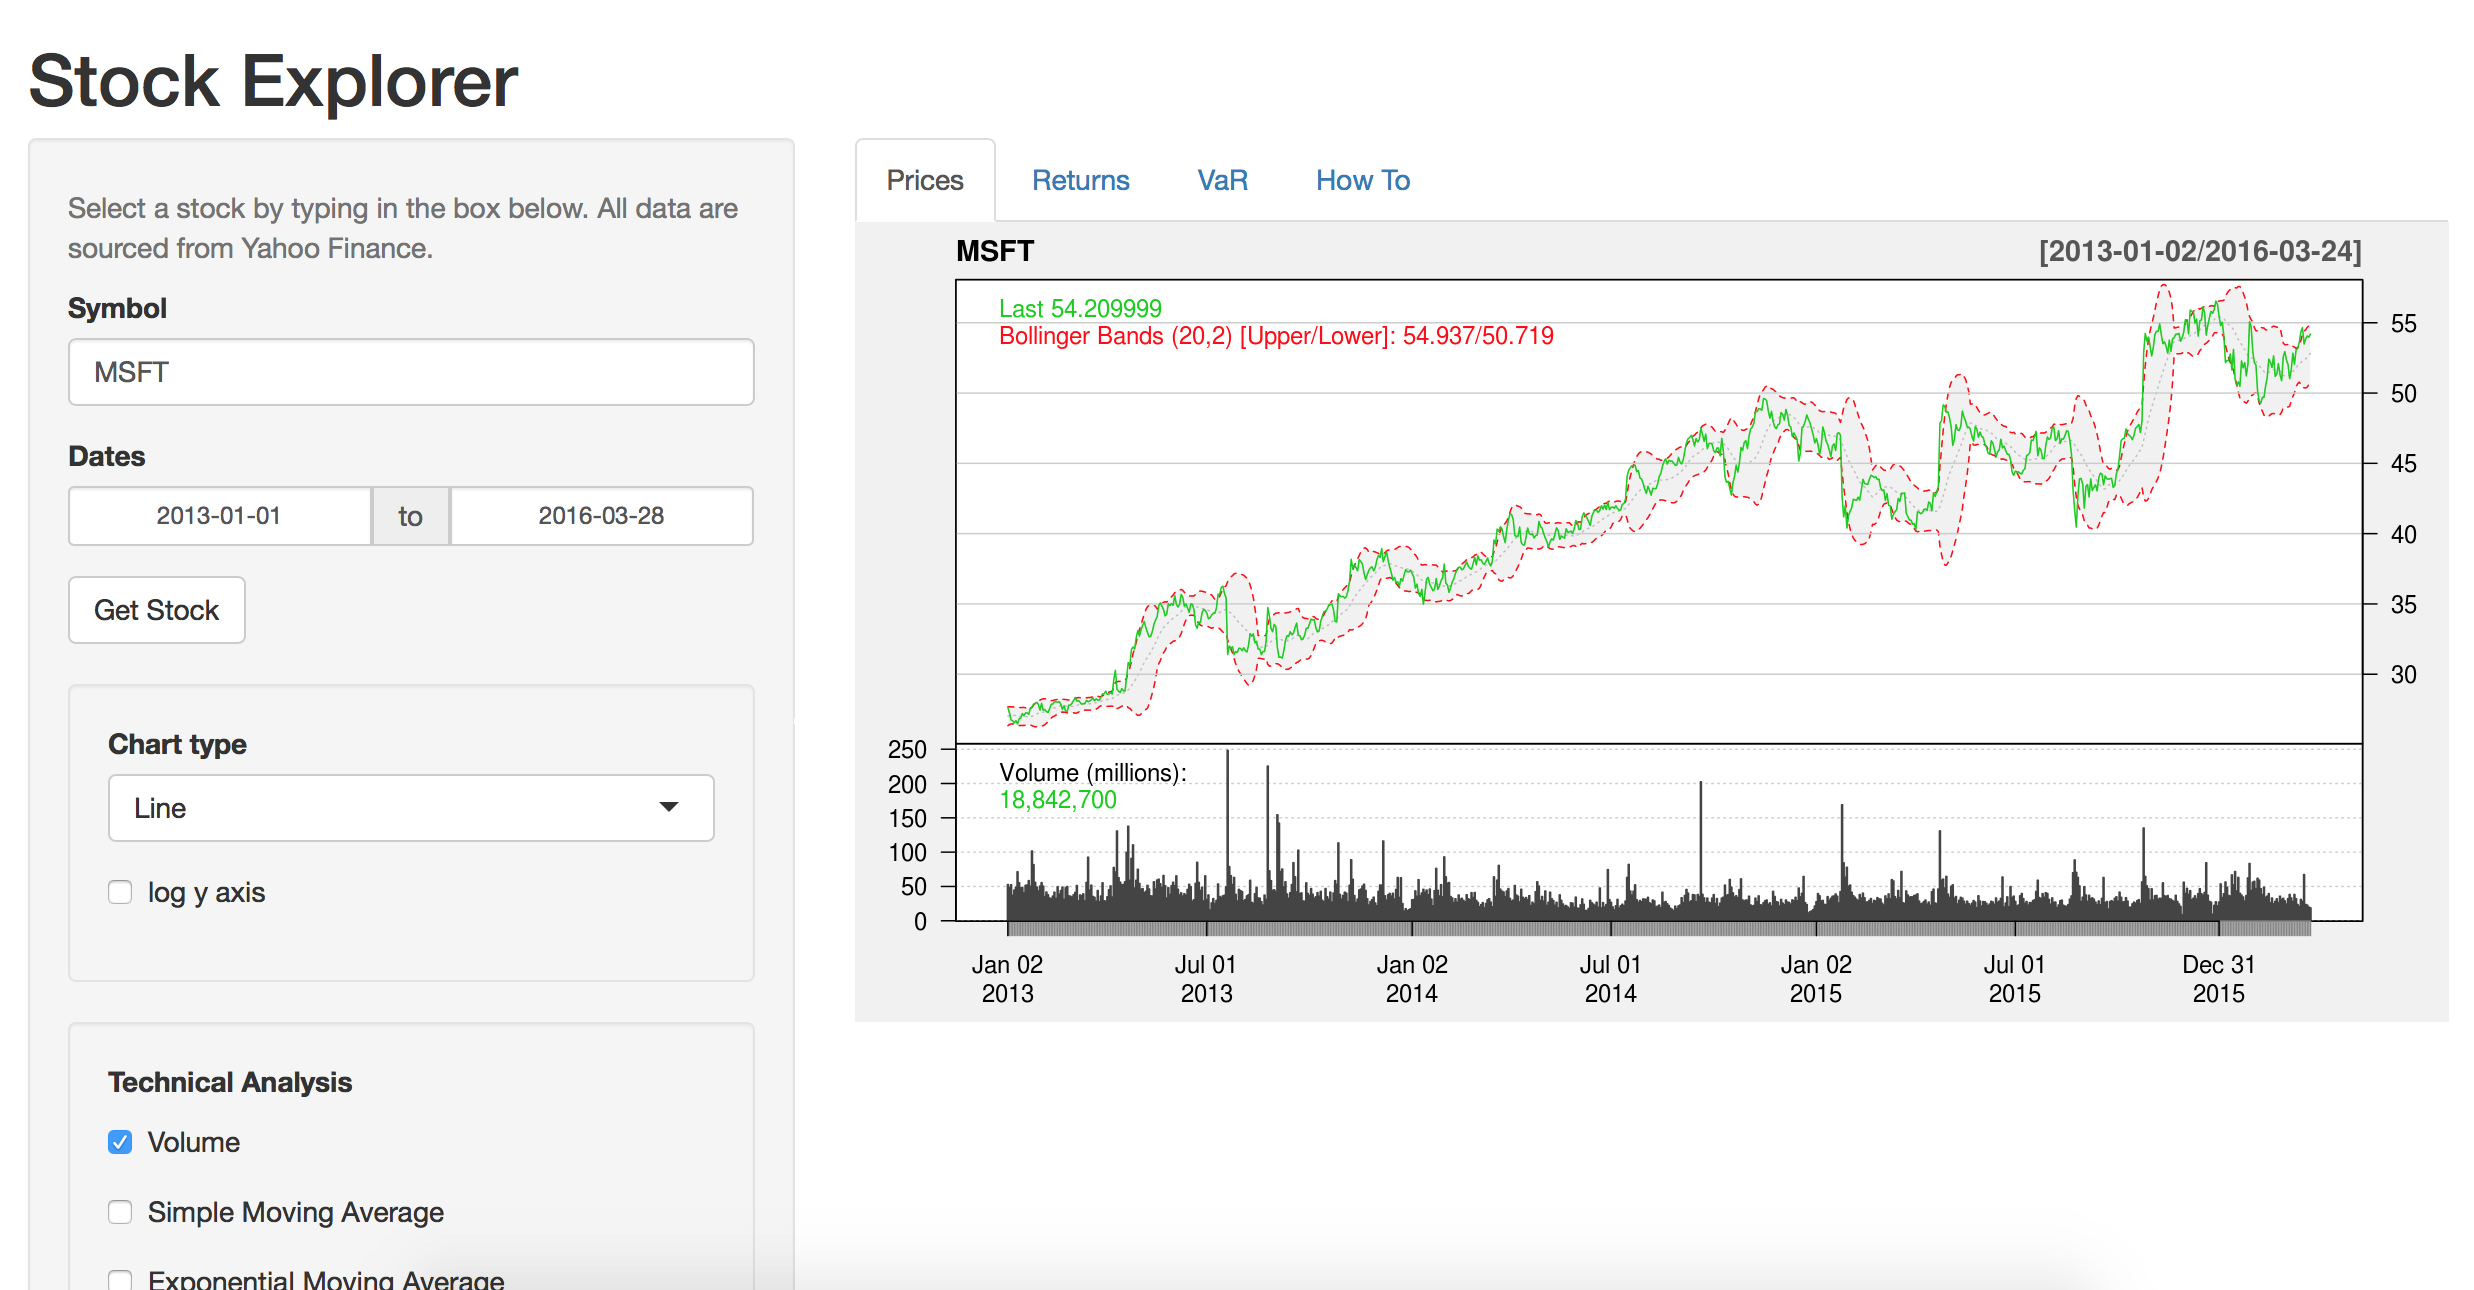 Stock Explorer
Select a stock by typing in the box below. All data are
sourced from Yahoo Finance.
Symbol
MSFT
Dates
2013-01-01 to 2016-03-28
Get Stock
Chart type
Line
log y axis
Technical Analysis
Volume
Simple Moving Average
Exponential Moving Average
Prices Returns VaR How To
MSFT [2013-01-02/2016-03-24]
Last 54.209999
Bollinger Bands (20,2) [Upper/Lower]: 54.937/50.719
55
50
45
40
35
30
Volume (millions):
18,842,700
250
200
150
100
50
0
Jan 02 Jul 01 Jan 02 Jul 01 Jan 02 Jul 01 Dec 31
2013 2013 2014 2014 2015 2015 2015